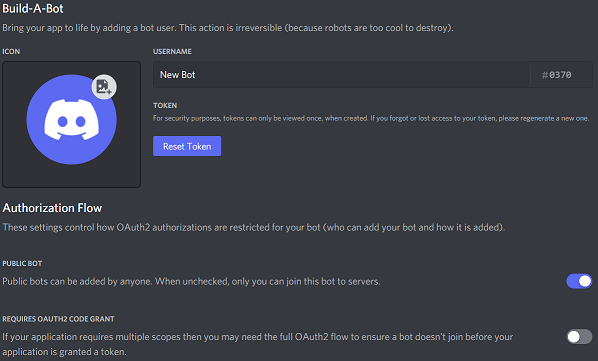 Build-A-Bot
Bring your app to life by adding a bot user. This action is irreversible (because robots are too cool to destroy).
ICON
USERNAME
New Bot
#0370
TOKEN
For security purposes, tokens can only be viewed once, when created. If you forgot or lost access to your token, please regenerate a new one.
Reset Token
Authorization Flow
These settings control how OAuth2 authorizations are restricted for your bot (who can add your bot and how it is added).
PUBLIC BOT
Public bots can be added by anyone. When unchecked, only you can join this bot to servers.
REQUIRES OAUTH2 CODE GRANT
If your application requires multiple scopes then you may need the full OAuth2 flow to ensure a bot doesn't join before your
application is granted a token.